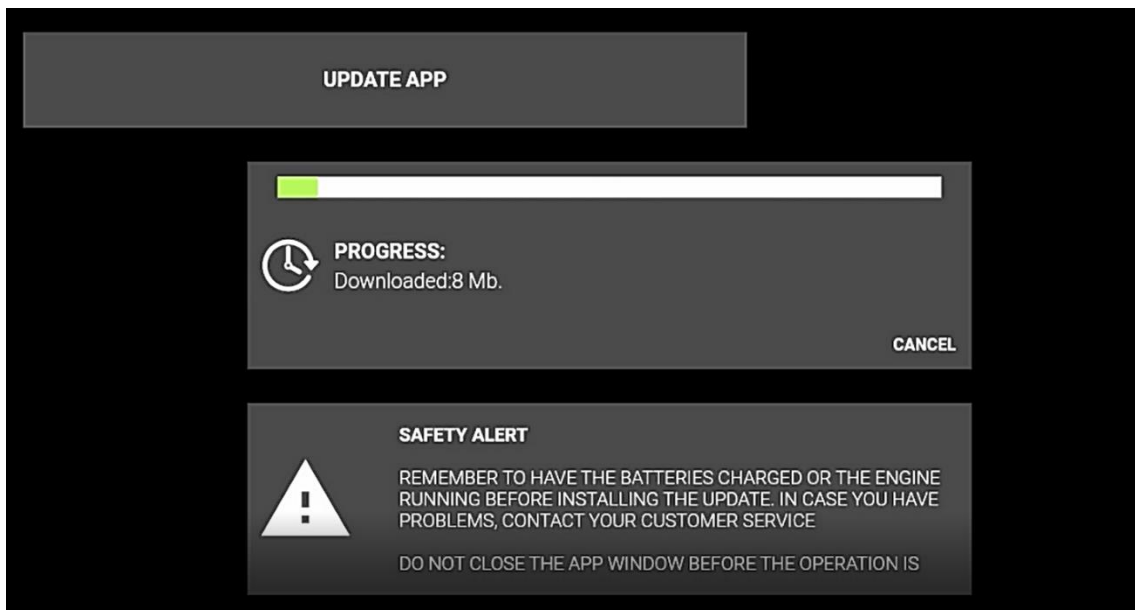 UPDATE APP
PROGRESS:
Downloaded:8 Mb.
CANCEL
SAFETY ALERT
REMEMBER TO HAVE THE BATTERIES CHARGED OR THE ENGINE
RUNNING BEFORE INSTALLING THE UPDATE. IN CASE YOU HAVE
PROBLEMS, CONTACT YOUR CUSTOMER SERVICE
DO NOT CLOSE THE APP WINDOW BEFORE THE OPERATION IS